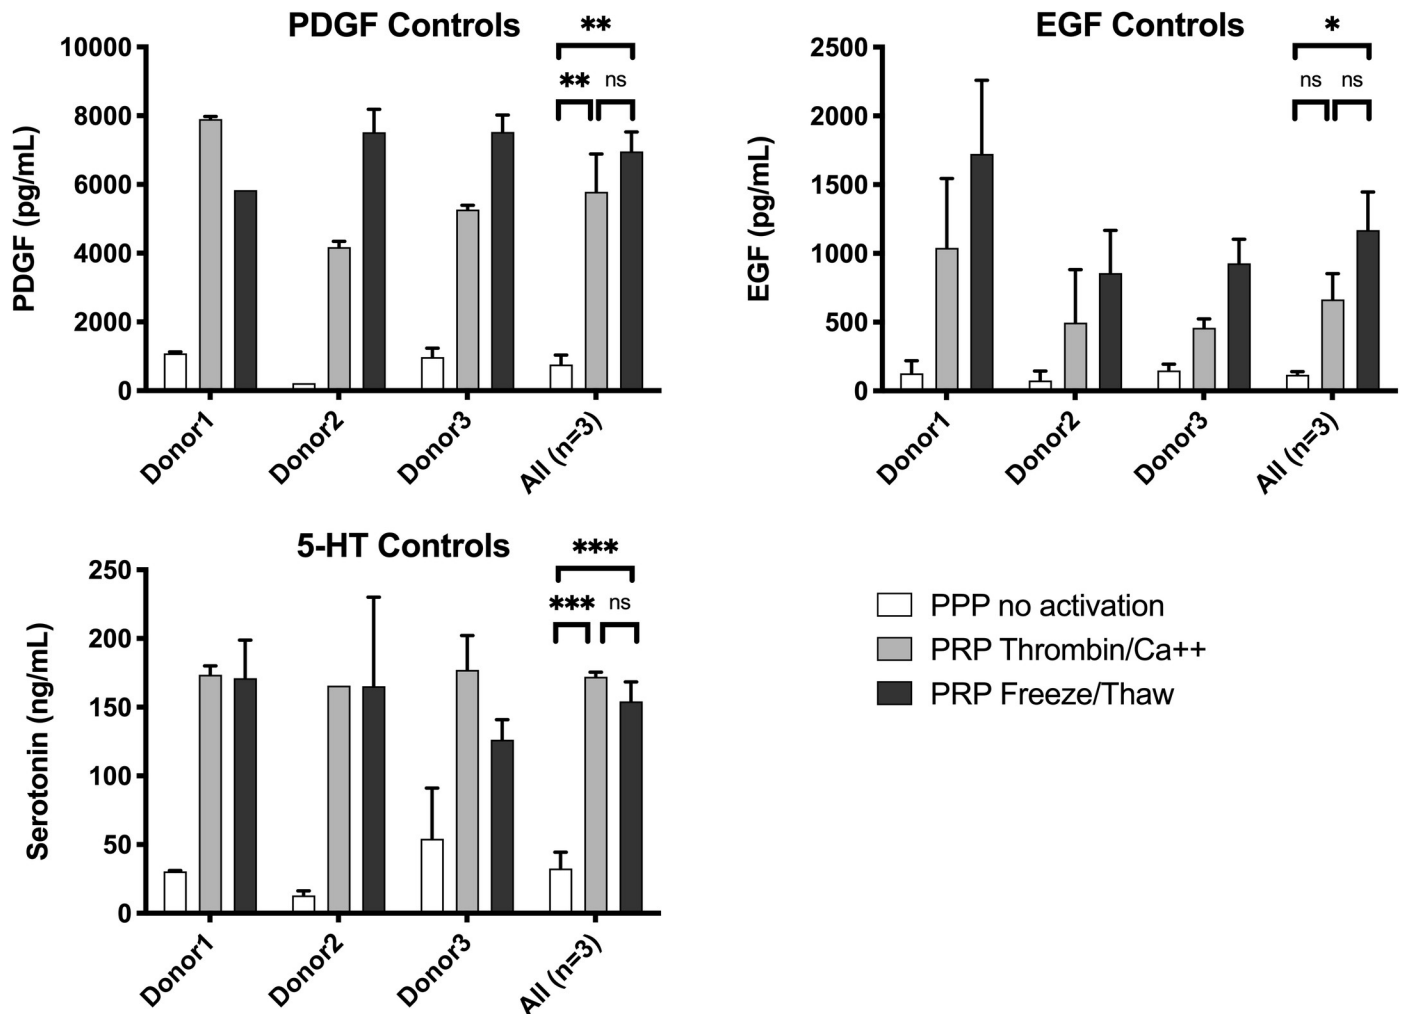 PDGF Controls
PDGF (pg/mL)
10000
8000
6000
4000
2000
0
** 
** ns
Donor1 Donor2 Donor3 All (n=3)
EGF Controls
EGF (pg/mL)
2500
2000
1500
1000
500
0
*
ns ns
Donor1 Donor2 Donor3 All (n=3)
5-HT Controls
Serotonin (ng/mL)
250
200
150
100
50
0
***
*** ns
Donor1 Donor2 Donor3 All (n=3)
PPP no activation
PRP Thrombin/Ca++
PRP Freeze/Thaw